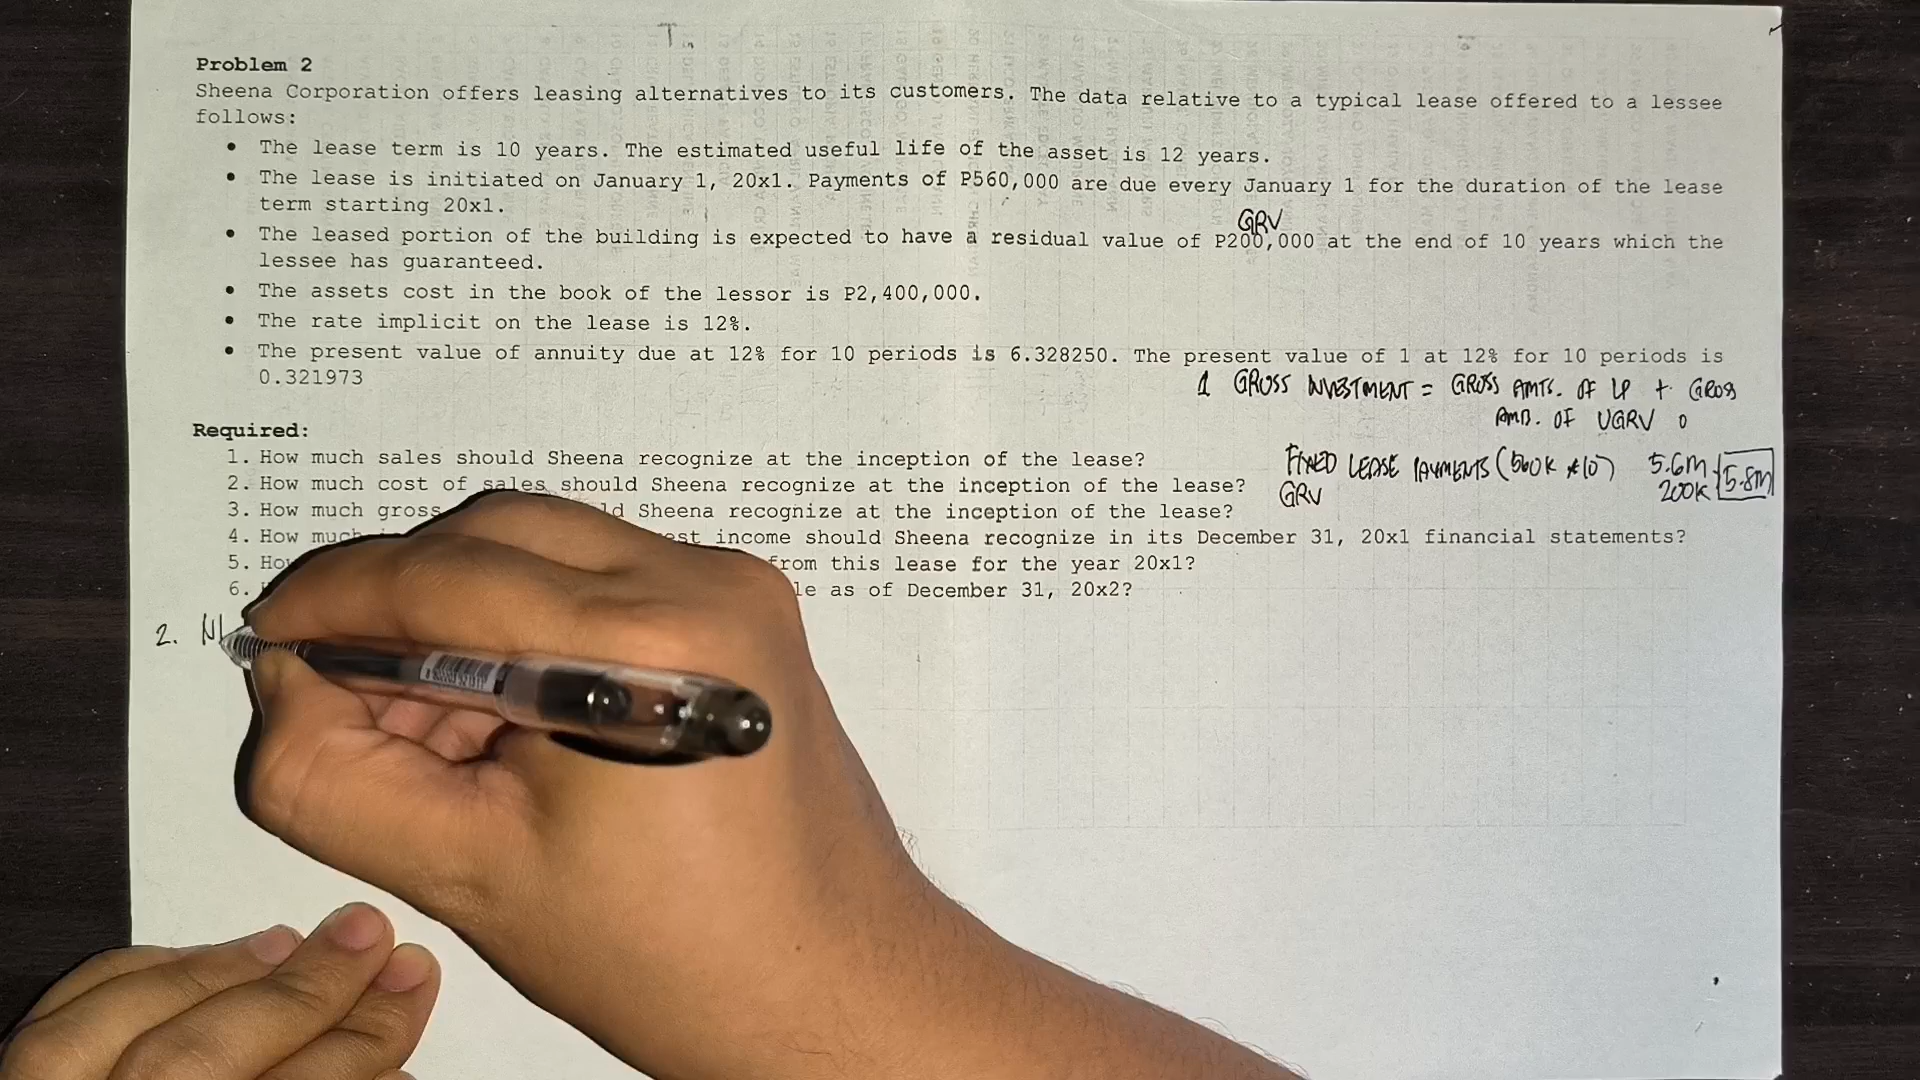 Problem 2
Sheena Corporation offers leasing alternatives to its customers. The data relative to a typical lease offered to a lessee
follows:
• The lease term is 10 years. The estimated useful life of the asset is 12 years.
• The lease is initiated on January 1, 20x1. Payments of P560,000 are due every January 1 for the duration of the lease
term starting 20x1.
GRV
• The leased portion of the building is expected to have a residual value of P200,000 at the end of 10 years which the
lessee has guaranteed.
• The assets cost in the book of the lessor is P2,400,000.
• The rate implicit on the lease is 12%.
• The present value of annuity due at 12% for 10 periods is 6.328250. The present value of 1 at 12% for 10 periods is
0.321973
1 GROSS INVESTMENT = GROSS AMTS. OF LP + GROSS
OF UGRV 0
Required:
1. How much sales should Sheena recognize at the inception of the lease?
FIXED LEASE PAYMENTS (560K *10) 5.6M
2. How much cost of sales should Sheena recognize at the inception of the lease?
GRV 200K 5.8M
3. How much gross Sheena recognize at the inception of the lease?
4. How much income should Sheena recognize in its December 31, 20x1 financial statements?
5. from this lease for the year 20x1?
6. as of December 31, 20x2?
2.